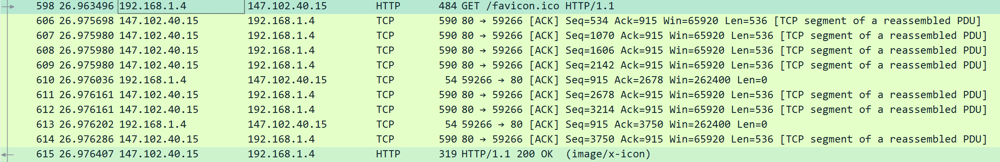 598 26.963496 192.168.1.4 147.102.40.15 HTTP 484 GET /favicon.ico HTTP/1.1
606 26.975698 147.102.40.15 192.168.1.4 TCP 590 80 → 59266 [ACK] Seq=534 Ack=915 Win=65920 Len=536 [TCP segment of a reassembled PDU]
607 26.975980 147.102.40.15 192.168.1.4 TCP 590 80 → 59266 [ACK] Seq=1070 Ack=915 Win=65920 Len=536 [TCP segment of a reassembled PDU]
608 26.975980 147.102.40.15 192.168.1.4 TCP 590 80 → 59266 [ACK] Seq=1606 Ack=915 Win=65920 Len=536 [TCP segment of a reassembled PDU]
609 26.975980 147.102.40.15 192.168.1.4 TCP 590 80 → 59266 [ACK] Seq=2142 Ack=915 Win=65920 Len=536 [TCP segment of a reassembled PDU]
610 26.976036 192.168.1.4 147.102.40.15 TCP 54 59266 → 80 [ACK] Seq=915 Ack=2678 Win=262400 Len=0
611 26.976161 147.102.40.15 192.168.1.4 TCP 590 80 → 59266 [ACK] Seq=2678 Ack=915 Win=65920 Len=536 [TCP segment of a reassembled PDU]
612 26.976161 147.102.40.15 192.168.1.4 TCP 590 80 → 59266 [ACK] Seq=3214 Ack=915 Win=65920 Len=536 [TCP segment of a reassembled PDU]
613 26.976202 192.168.1.4 147.102.40.15 TCP 54 59266 → 80 [ACK] Seq=915 Ack=3750 Win=262400 Len=0
614 26.976286 147.102.40.15 192.168.1.4 TCP 590 80 → 59266 [ACK] Seq=3750 Ack=915 Win=65920 Len=536 [TCP segment of a reassembled PDU]
615 26.976407 147.102.40.15 192.168.1.4 HTTP 319 HTTP/1.1 200 OK (image/x-icon)